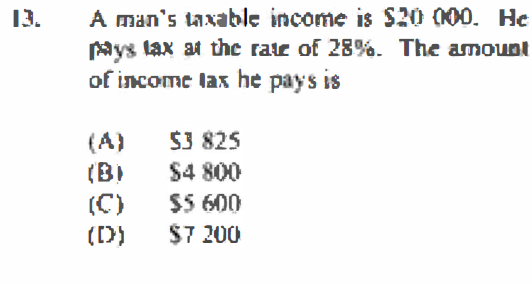 13. A man's taxable income is $20 000. He
pays tax at the rate of 28%. The amount
of income tax he pays is
(A) $3 825
(B) $4 800
(C) $5 600
(D) $7 200